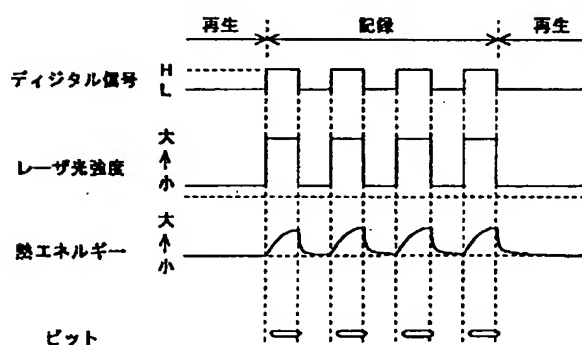 再生 記録 再生
ディジタル信号 H L
レーザ光強度 大 小
熱エネルギー 大 小
ピット